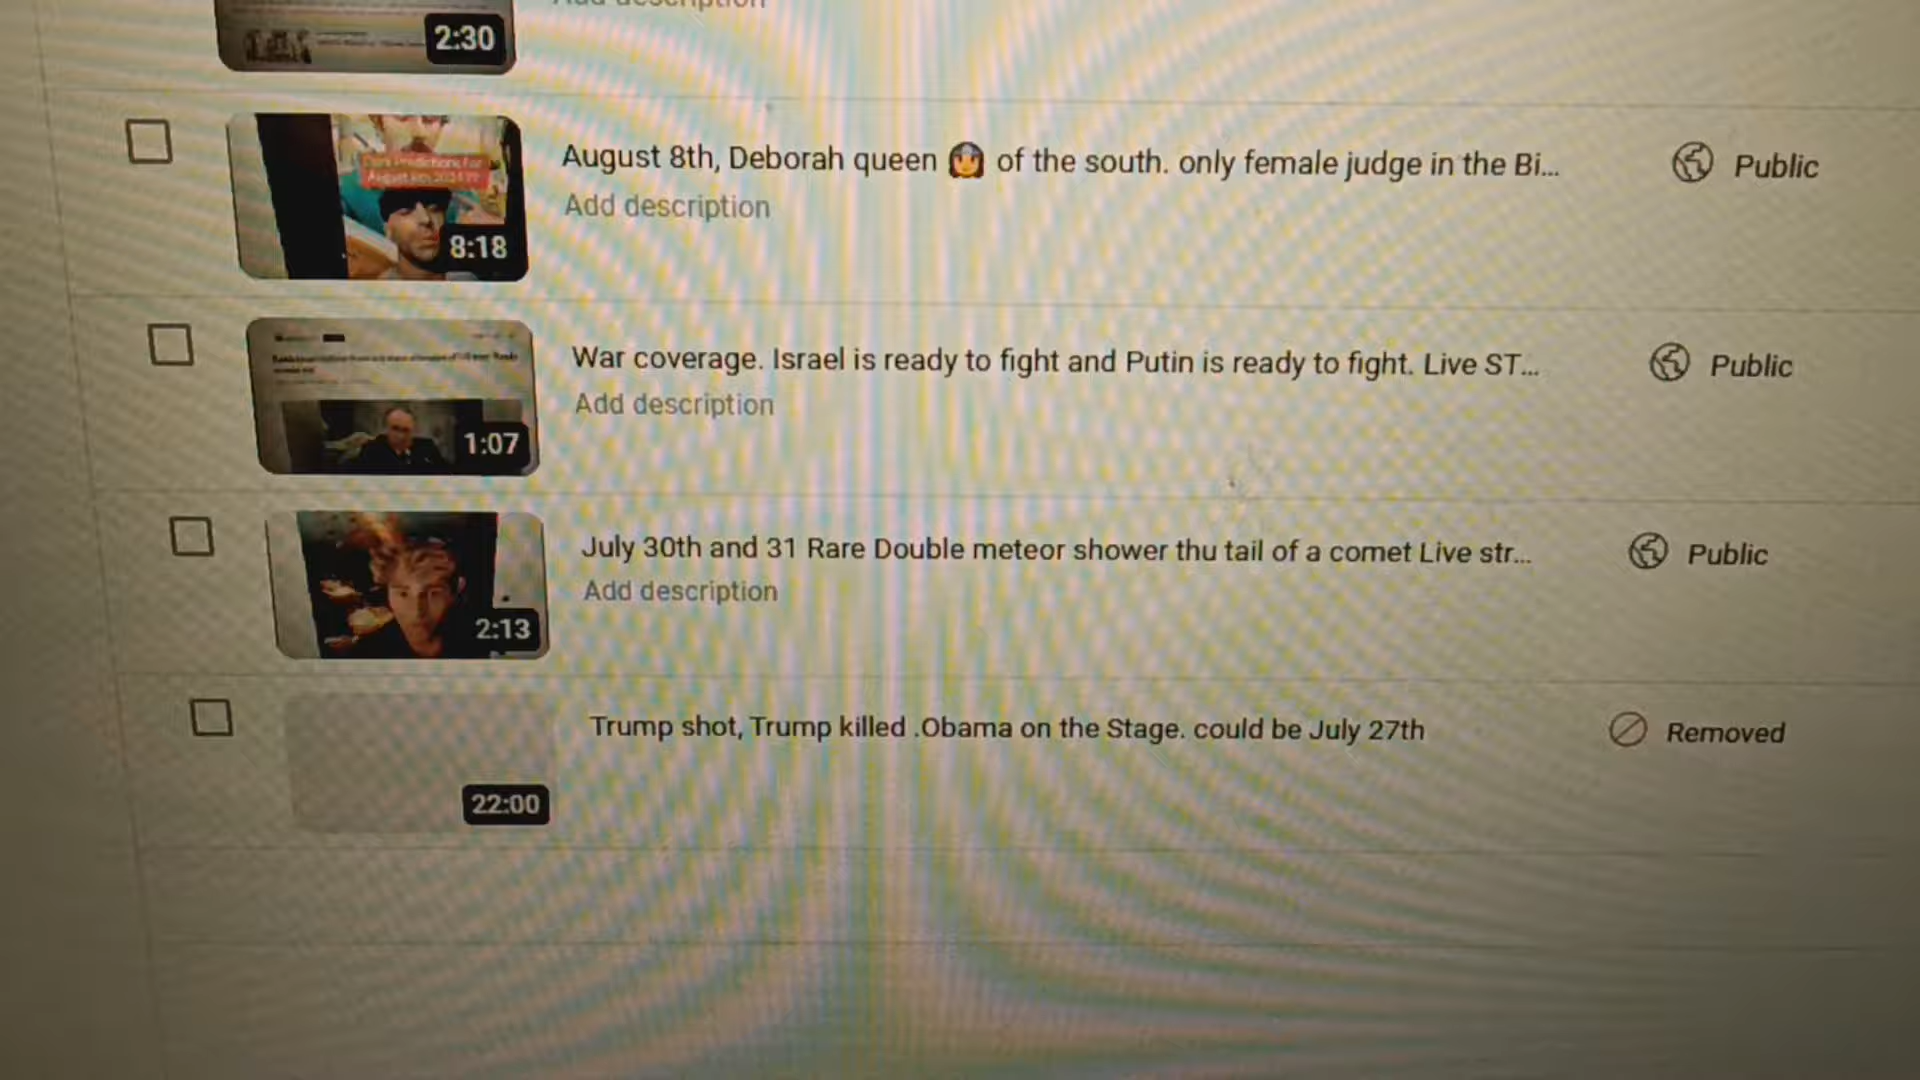 Add description
2:30
August 8th, Deborah queen 👸 of the south. only female judge in the Bi...
Public
Add description
8:18
War coverage. Israel is ready to fight and Putin is ready to fight. Live ST...
Public
Add description
1:07
July 30th and 31 Rare Double meteor shower thu tail of a comet Live str...
Public
Add description
2:13
Trump shot, Trump killed .Obama on the Stage. could be July 27th
Removed
22:00